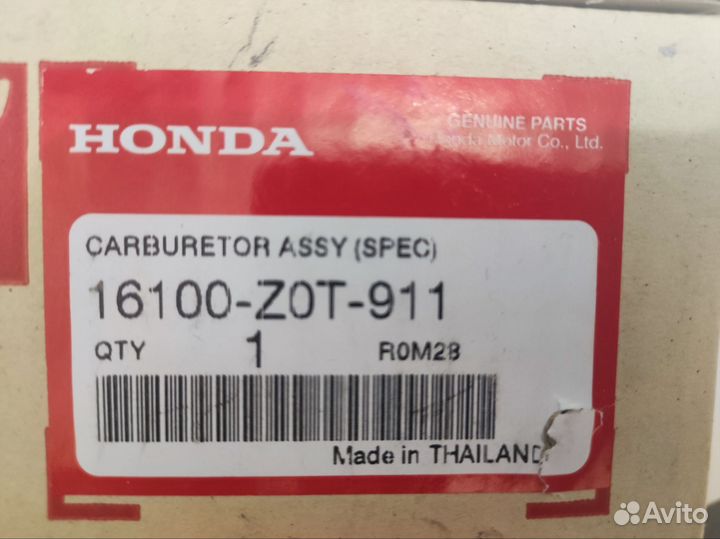 HONDA
GENUINE PARTS
Honda Motor Co., Ltd.
CARBURETOR ASSY (SPEC)
16100-Z0T-911
QTY 1 R0M28
Made in THAILAND
Avito